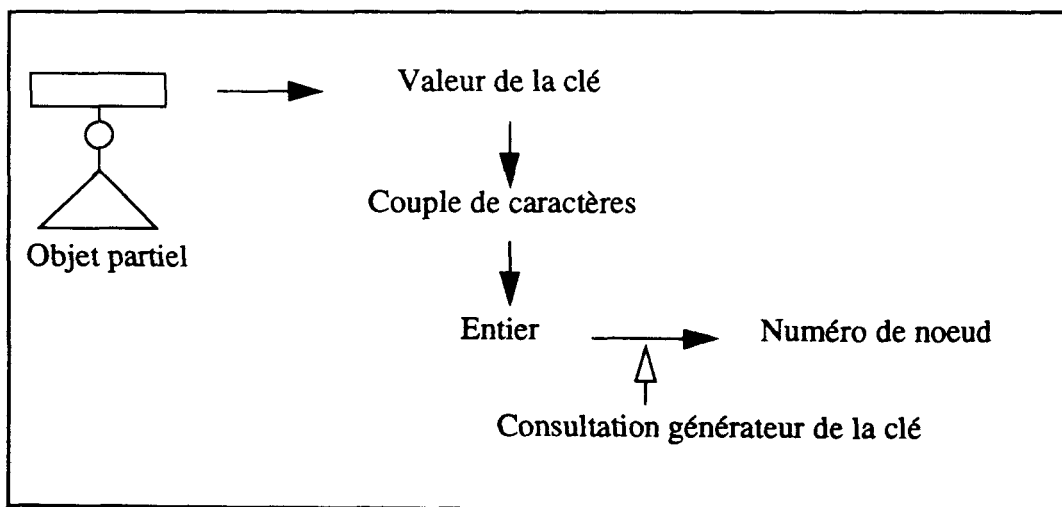 Valeur de la clé
Couple de caractères
Objet partiel
Entier
Numéro de noeud
Consultation générateur de la clé